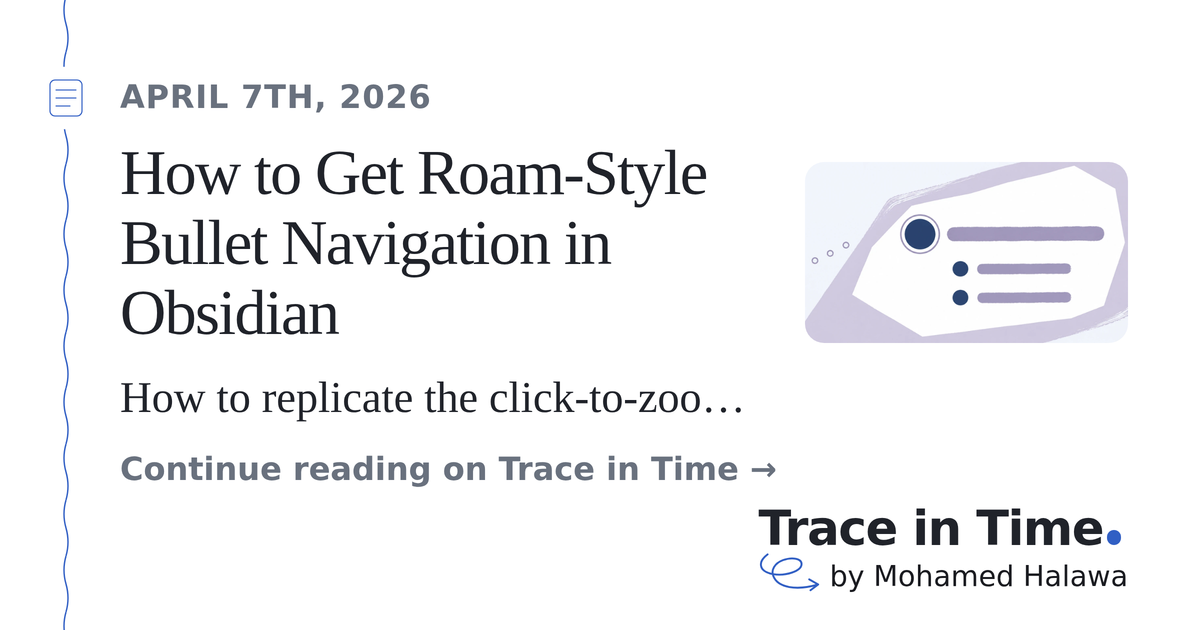 APRIL 7TH, 2026
How to Get Roam-Style
Bullet Navigation in
Obsidian
How to replicate the click-to-zoo…
Continue reading on Trace in Time →
Trace in Time.
by Mohamed Halawa